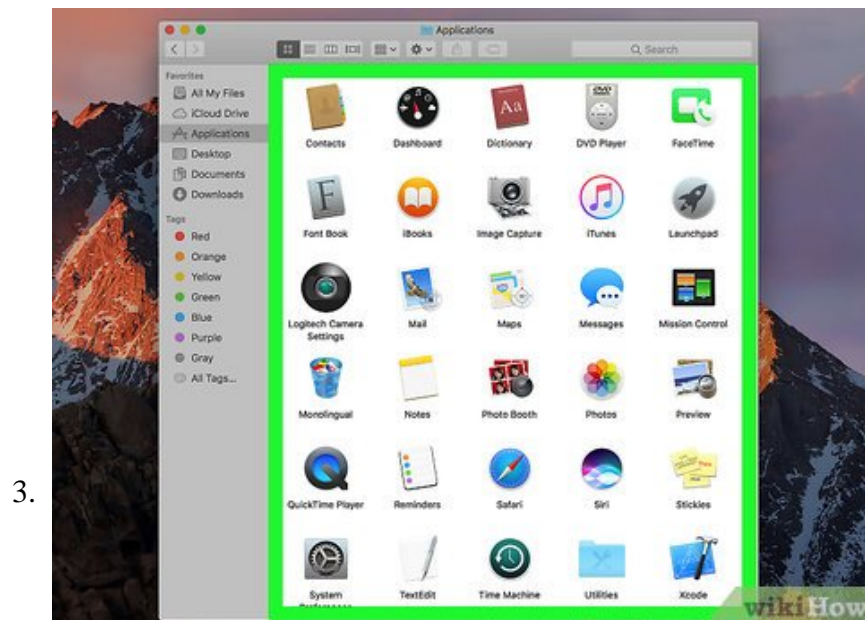 Applications
Search
Favorites
All My Files
iCloud Drive
Applications
Desktop
Documents
Downloads
Tags
Red
Orange
Yellow
Green
Blue
Purple
Gray
All Tags...
Contacts
Dashboard
Dictionary
DVD Player
FaceTime
Font Book
iBooks
Image Capture
iTunes
Launchpad
Logitech Camera
Settings
Mail
Maps
Messages
Mission Control
Monolingual
Notes
Photo Booth
Photos
Preview
QuickTime Player
Reminders
Safari
Siri
Stickies
System
TextEdit
Time Machine
Utilities
Xcode
3.
wikiHow